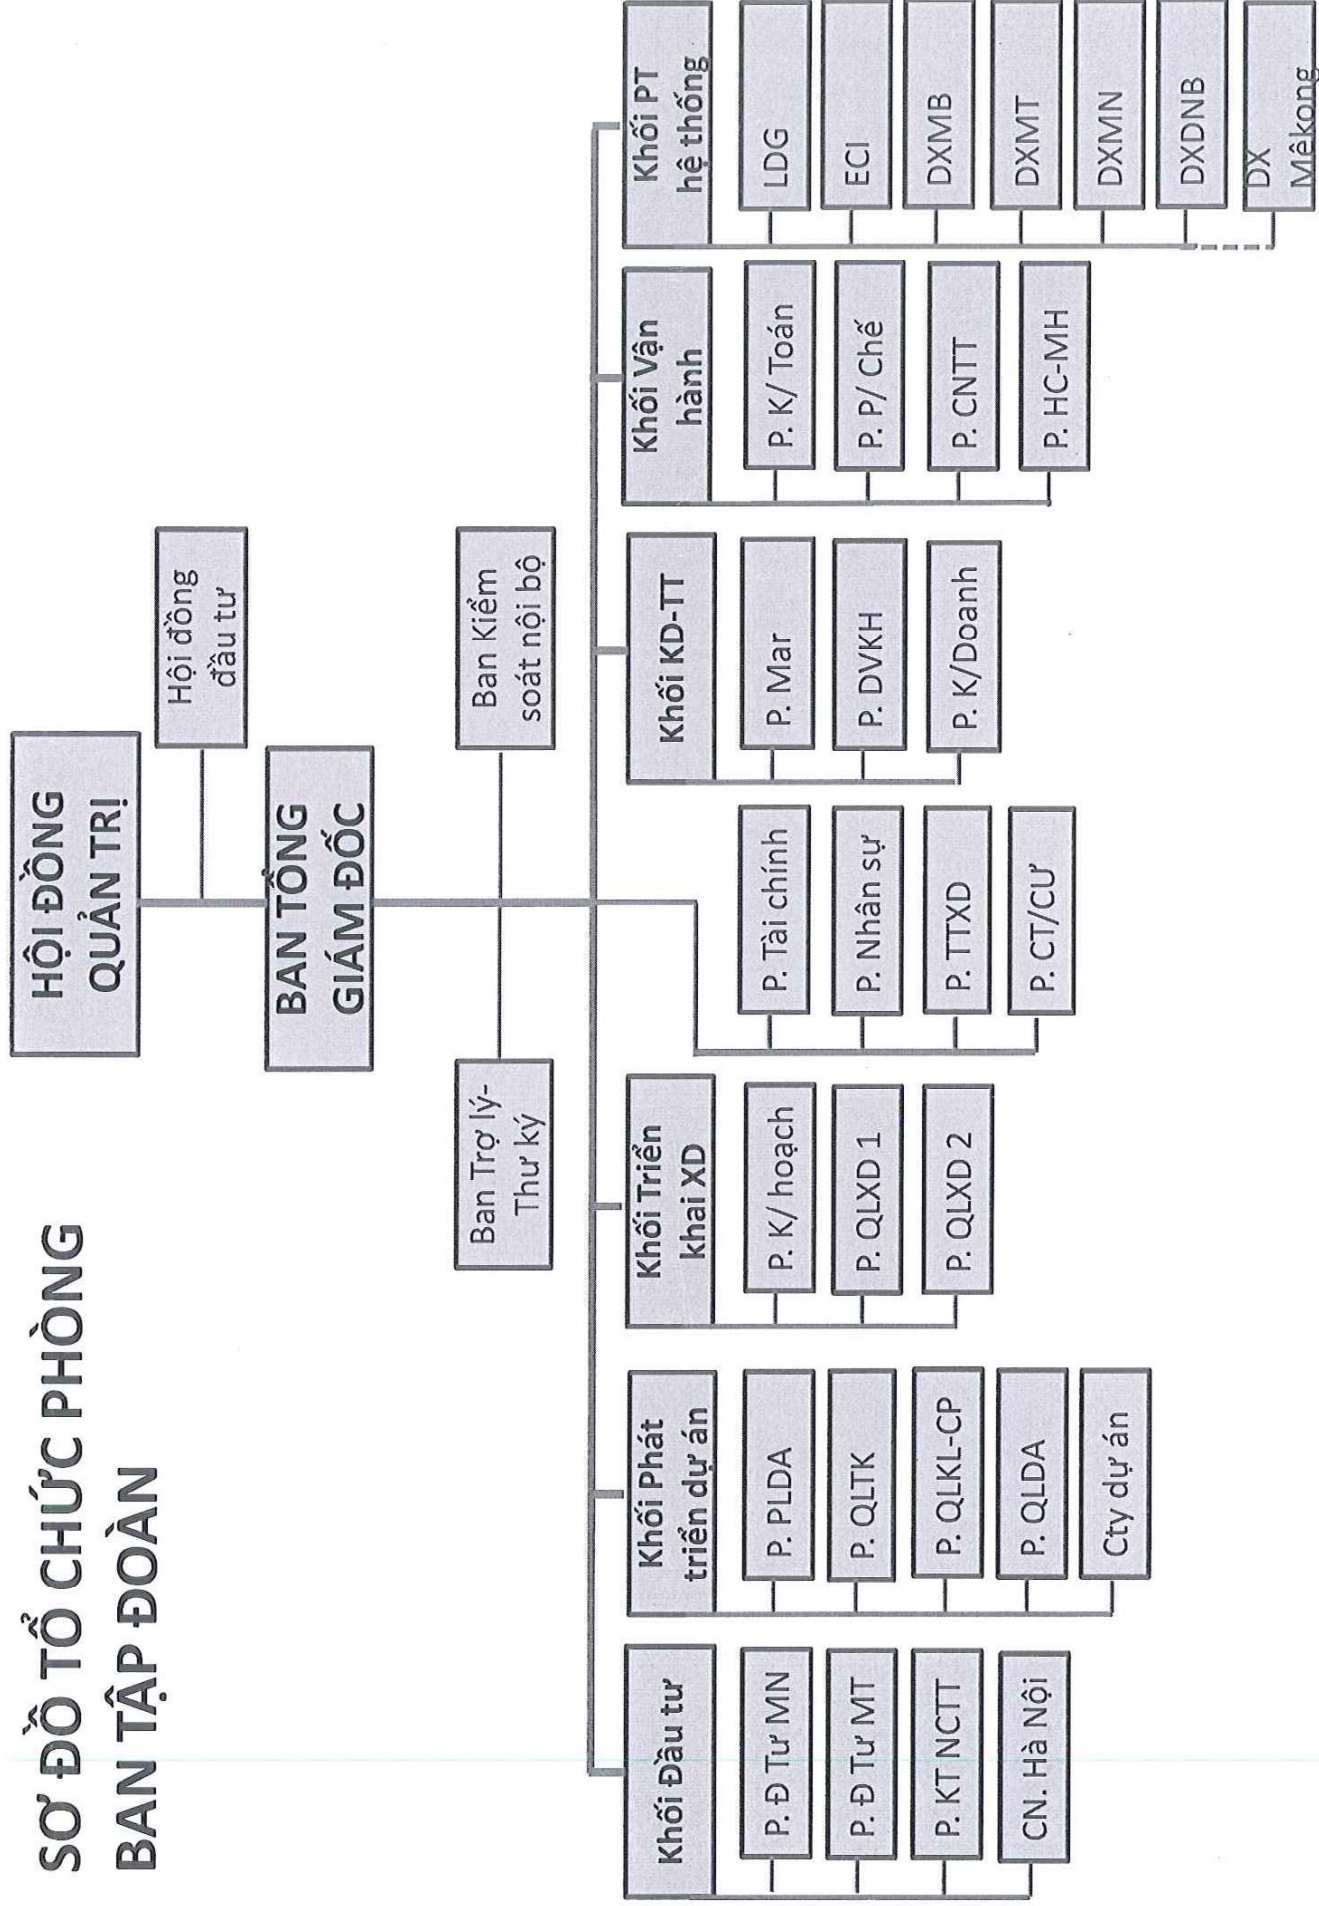 SƠ ĐỒ TỔ CHỨC PHÒNG
BAN TẬP ĐOÀN
HỘI ĐỒNG
QUẢN TRỊ
Hội đồng
đầu tư
BAN TỔNG
GIÁM ĐỐC
Ban Trợ lý-
Thư ký
Ban Kiểm
soát nội bộ
Khối Đầu tư
P. Đ Tư MN
P. Đ Tư MT
P. KT NCTT
CN. Hà Nội
Khối Phát
triển dự án
P. PLDA
P. QLTK
P. QLKL-CP
P. QLDA
Cty dự án
Khối Triển
khai XD
P. K/ hoạch
P. QLXD 1
P. QLXD 2
P. Tài chính
P. Nhân sự
P. TTXD
P. CT/CƯ
Khối KD-TT
P. Mar
P. DVKH
P. K/Doanh
Khối Vận
hành
P. K/ Toán
P. P/ Chế
P. CNTT
P. HC-MH
Khối PT
hệ thống
LDG
ECI
DXMB
DXMT
DXMN
DXDNB
DX
Mêkong